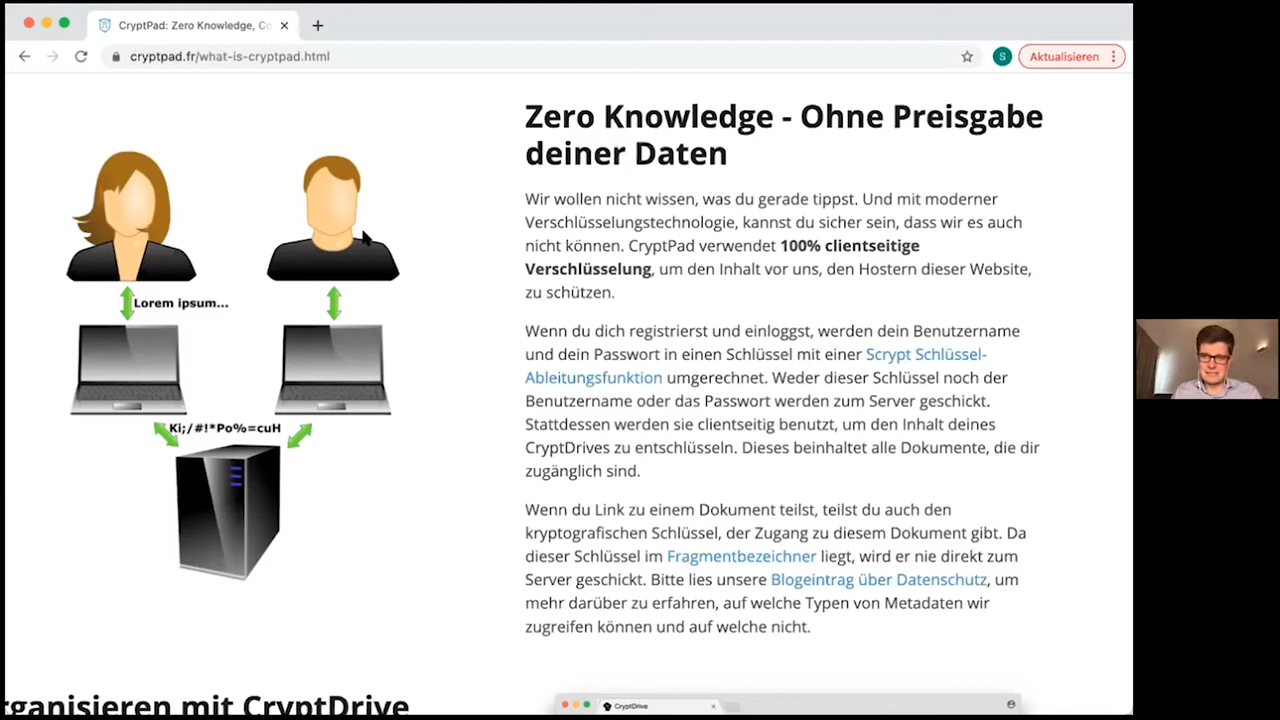 CryptPad: Zero Knowledge, Co
cryptpad.fr/what-is-cryptpad.html
S
Aktualisieren
Zero Knowledge - Ohne Preisgabe
deiner Daten
Wir wollen nicht wissen, was du gerade tippst. Und mit moderner
Verschlüsselungstechnologie, kannst du sicher sein, dass wir es auch
nicht können. CryptPad verwendet 100% clientseitige
Verschlüsselung, um den Inhalt vor uns, den Hostern dieser Website,
zu schützen.
Lorem ipsum...
Wenn du dich registrierst und einloggst, werden dein Benutzername
und dein Passwort in einen Schlüssel mit einer Scrypt Schlüssel-
Ableitungsfunktion umgerechnet. Weder dieser Schlüssel noch der
Benutzername oder das Passwort werden zum Server geschickt.
Stattdessen werden sie clientseitig benutzt, um den Inhalt deines
CryptDrives zu entschlüsseln. Dieses beinhaltet alle Dokumente, die dir
zugänglich sind.
Ki;/#!*Po%=cuH
Wenn du Link zu einem Dokument teilst, teilst du auch den
kryptografischen Schlüssel, der Zugang zu diesem Dokument gibt. Da
dieser Schlüssel im Fragmentbezeichner liegt, wird er nie direkt zum
Server geschickt. Bitte lies unsere Blogeintrag über Datenschutz, um
mehr darüber zu erfahren, auf welche Typen von Metadaten wir
zugreifen können und auf welche nicht.
rganisieren mit CryptDrive
CryptDrive